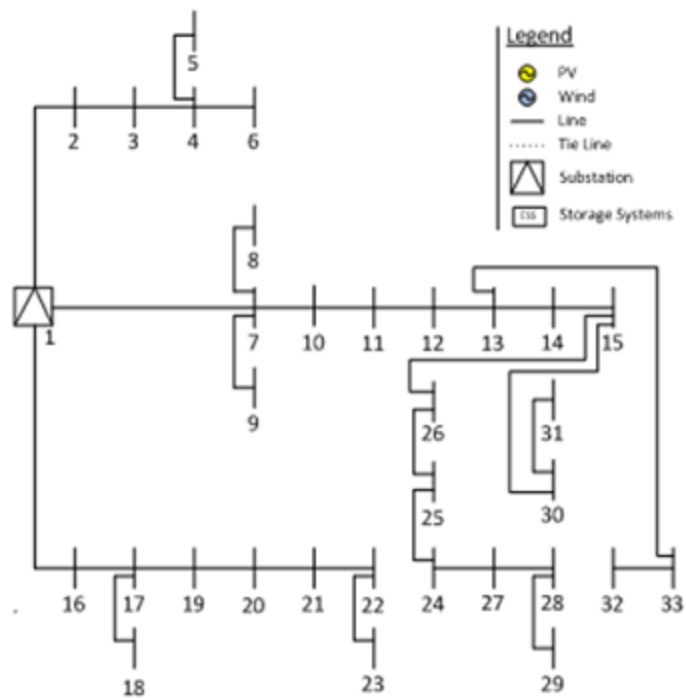 Legend
PV
Wind
Line
Tie Line
Substation
CSS Storage Systems
5
2 3 4 6
8
1 7 10 11 12 13 14 15
9
26 31
25 30
16 17 19 20 21 22 24 27 28 32 33
18 23 29